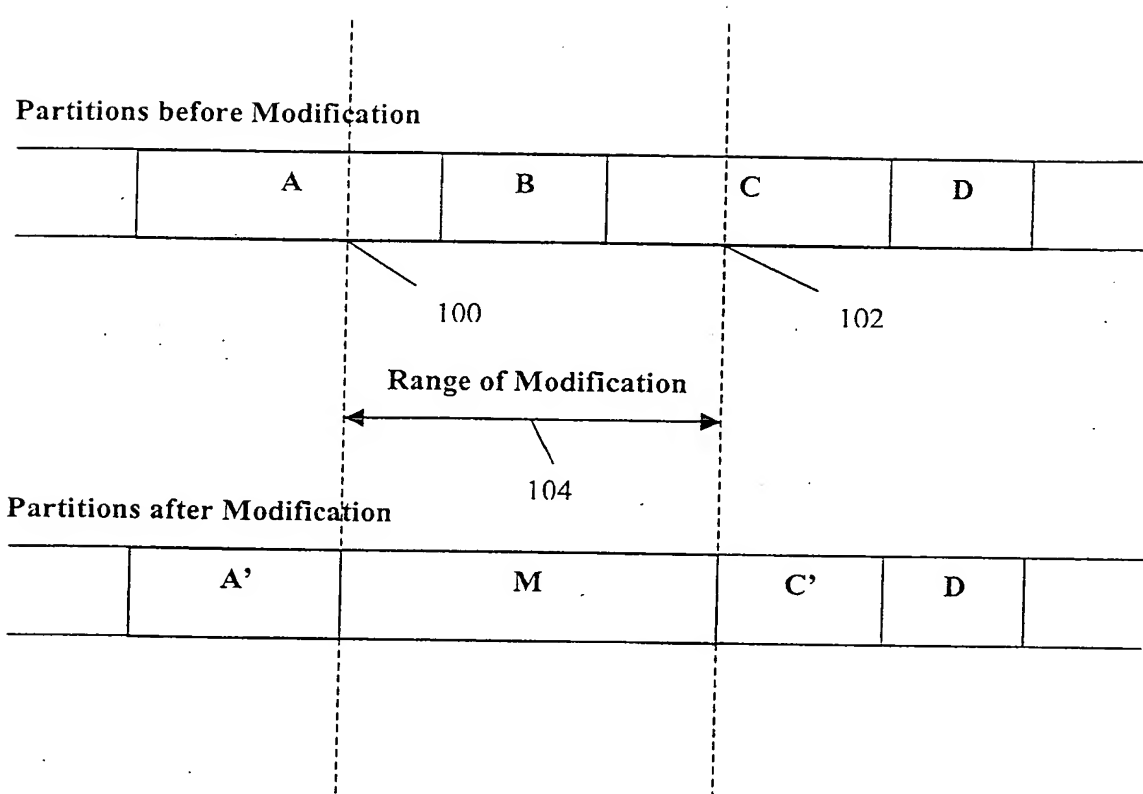 Partitions before Modification
A B C D
100 102
Range of Modification
104
Partitions after Modification
A' M C' D